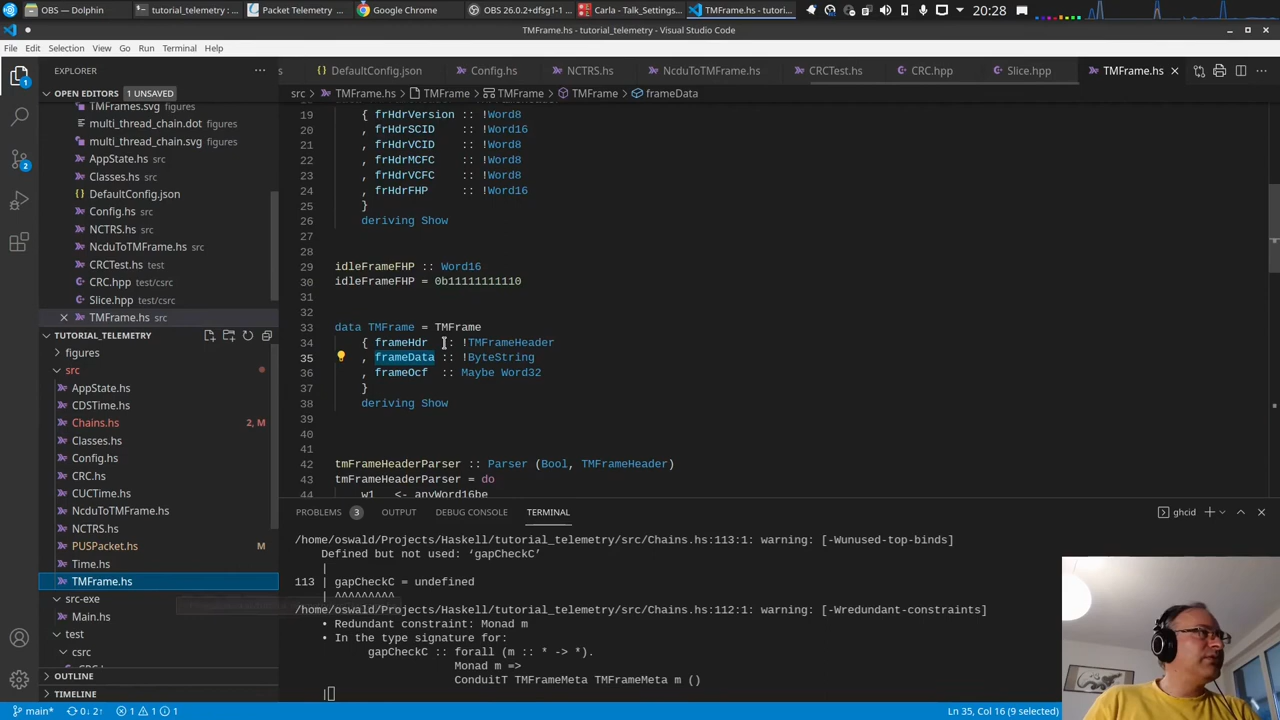 OBS — Dolphin
tutorial_telemetry : ...
Packet Telemetry ...
Google Chrome
OBS 26.0.2+dfsg1-1 ...
Carla - Talk_Settings...
TMFrame.hs - tutori...
20:28
TMFrame.hs - tutorial_telemetry - Visual Studio Code
File Edit Selection View Go Run Terminal Help
EXPLORER
DefaultConfig.json
Config.hs
NCTRS.hs
NcduToTMFrame.hs
CRCTest.hs
CRC.hpp
Slice.hpp
TMFrame.hs
OPEN EDITORS 1 UNSAVED
src > TMFrame.hs > TMFrame > TMFrame > TMFrame > frameData
TMFrames.svg figures
multi_thread_chain.dot figures
multi_thread_chain.svg figures
AppState.hs src
Classes.hs src
DefaultConfig.json src
Config.hs src
NCTRS.hs src
NcduToTMFrame.hs src
CRCTest.hs test
CRC.hpp test/csrc
Slice.hpp test/csrc
TMFrame.hs src
TUTORIAL_TELEMETRY
figures
src
AppState.hs
CDSTime.hs
Chains.hs 2, M
Classes.hs
Config.hs
CRC.hs
CUCTime.hs
NcduToTMFrame.hs
NCTRS.hs
PUSPacket.hs M
Time.hs
TMFrame.hs
src-exe
Main.hs
test
csrc
OUTLINE
TIMELINE
19 { frHdrVersion :: !Word8
20 , frHdrSCID :: !Word16
21 , frHdrVCID :: !Word8
22 , frHdrMCFC :: !Word8
23 , frHdrVCFC :: !Word8
24 , frHdrFHP :: !Word16
25 }
26 deriving Show
27
28
29 idleFrameFHP :: Word16
30 idleFrameFHP = 0b11111111110
31
32
33 data TMFrame = TMFrame
34 { frameHdr :: !TMFrameHeader
35 , frameData :: !ByteString
36 , frameOcf :: Maybe Word32
37 }
38 deriving Show
39
40
41
42 tmFrameHeaderParser :: Parser (Bool, TMFrameHeader)
43 tmFrameHeaderParser = do
44 w1 <- anyWord16be
PROBLEMS 3 OUTPUT DEBUG CONSOLE TERMINAL
ghcid
/home/oswald/Projects/Haskell/tutorial_telemetry/src/Chains.hs:113:1: warning: [-Wunused-top-binds]
Defined but not used: ‘gapCheckC’
|
113 | gapCheckC = undefined
| ^^^^^^^^^
/home/oswald/Projects/Haskell/tutorial_telemetry/src/Chains.hs:112:1: warning: [-Wredundant-constraints]
• Redundant constraint: Monad m
• In the type signature for:
gapCheckC :: forall (m :: * -> *).
Monad m =>
ConduitT TMFrameMeta TMFrameMeta m ()
|
main* 0↓ 2↑ 1 1 1
Ln 35, Col 16 (9 selected)